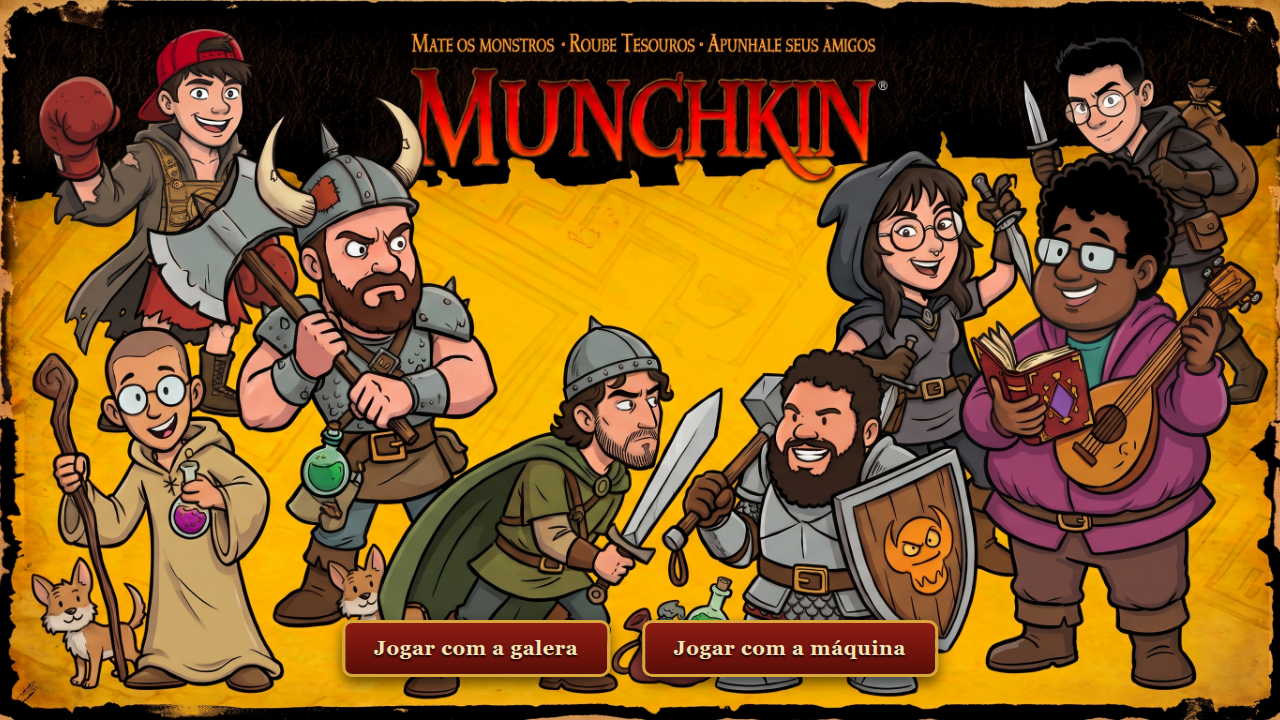 Mate os monstros · Roube Tesouros · Apunhale seus amigos
MUNCHKIN®
Jogar com a galera
Jogar com a máquina